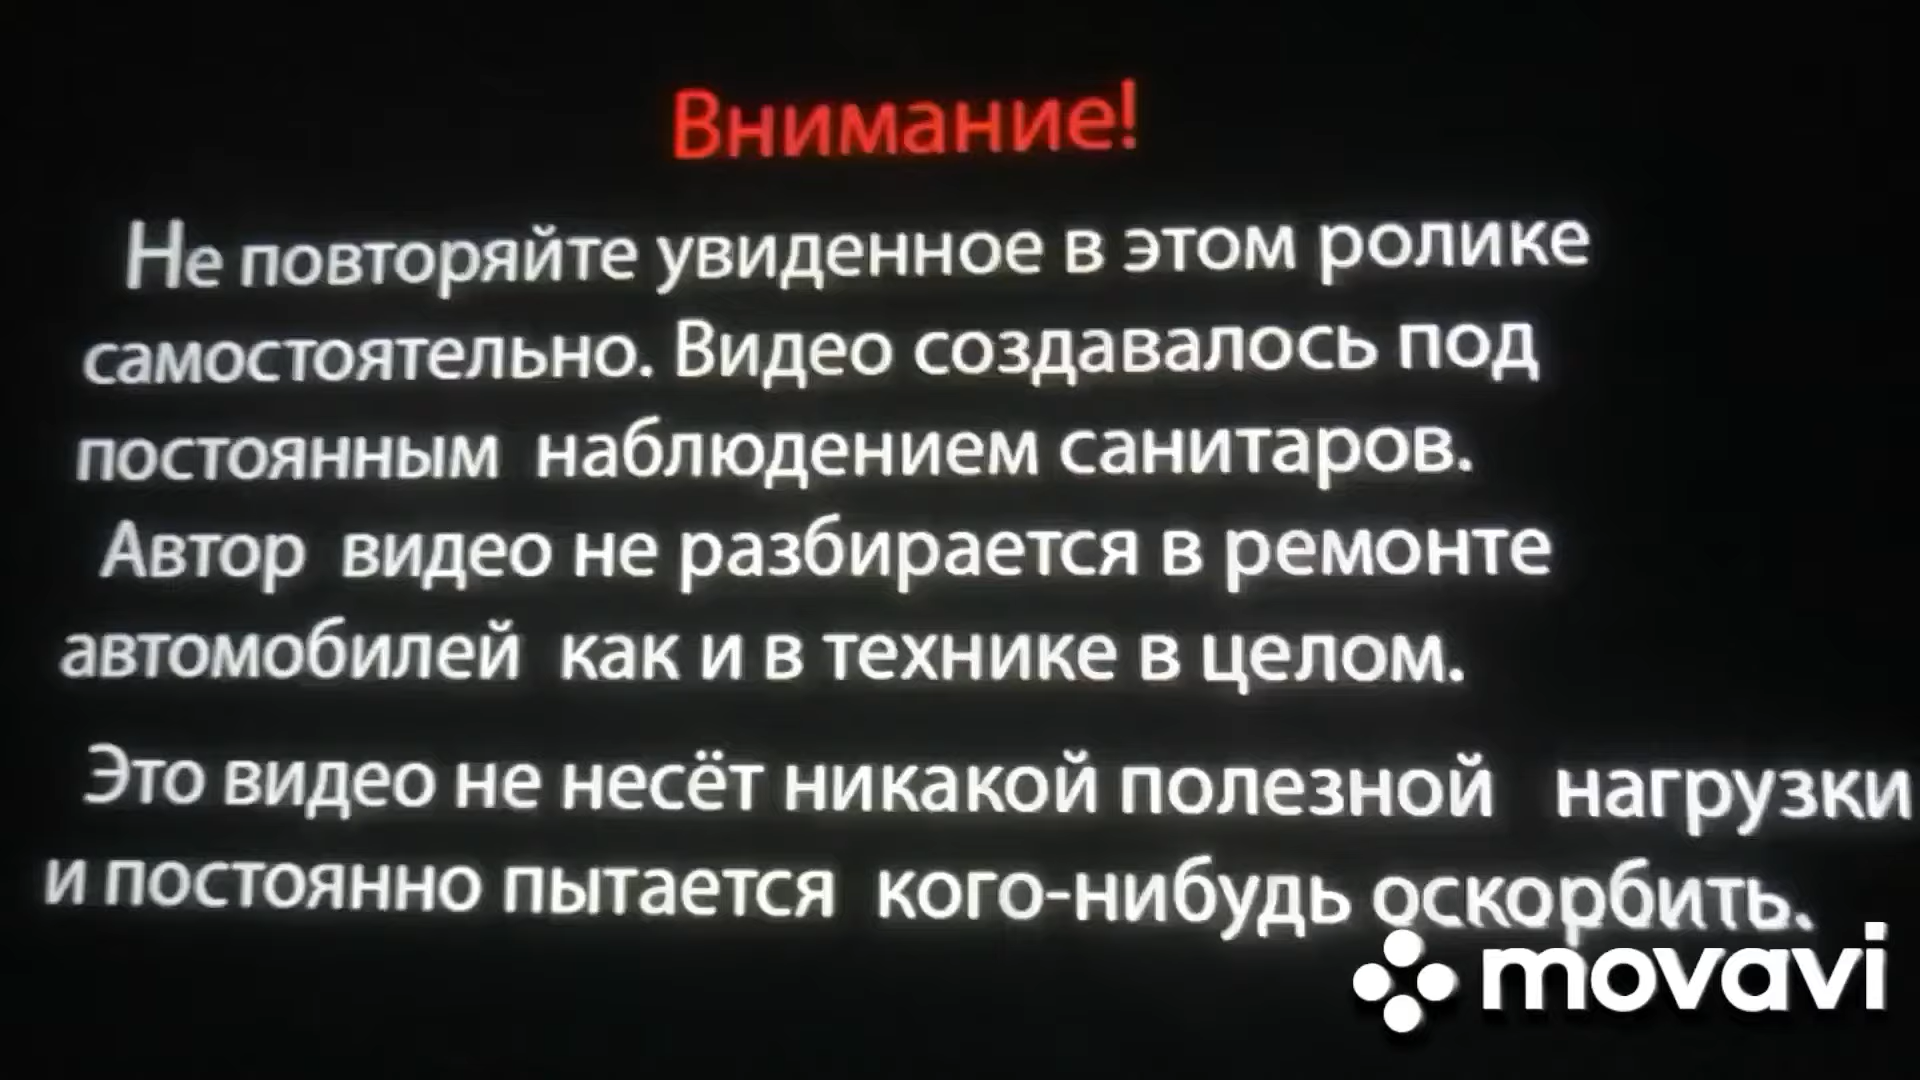 Внимание!
Не повторяйте увиденное в этом ролике
самостоятельно. Видео создавалось под
постоянным наблюдением санитаров.
Автор видео не разбирается в ремонте
автомобилей как и в технике в целом.
Это видео не несёт никакой полезной нагрузки
и постоянно пытается кого-нибудь оскорбить.
movavi